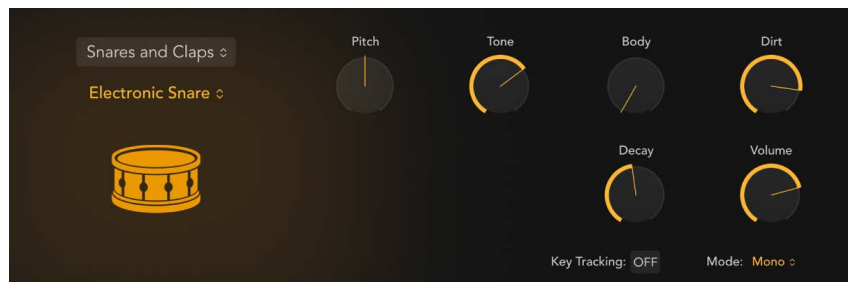 Snares and Claps
Electronic Snare
Pitch
Tone
Body
Dirt
Decay
Volume
Key Tracking: OFF
Mode: Mono